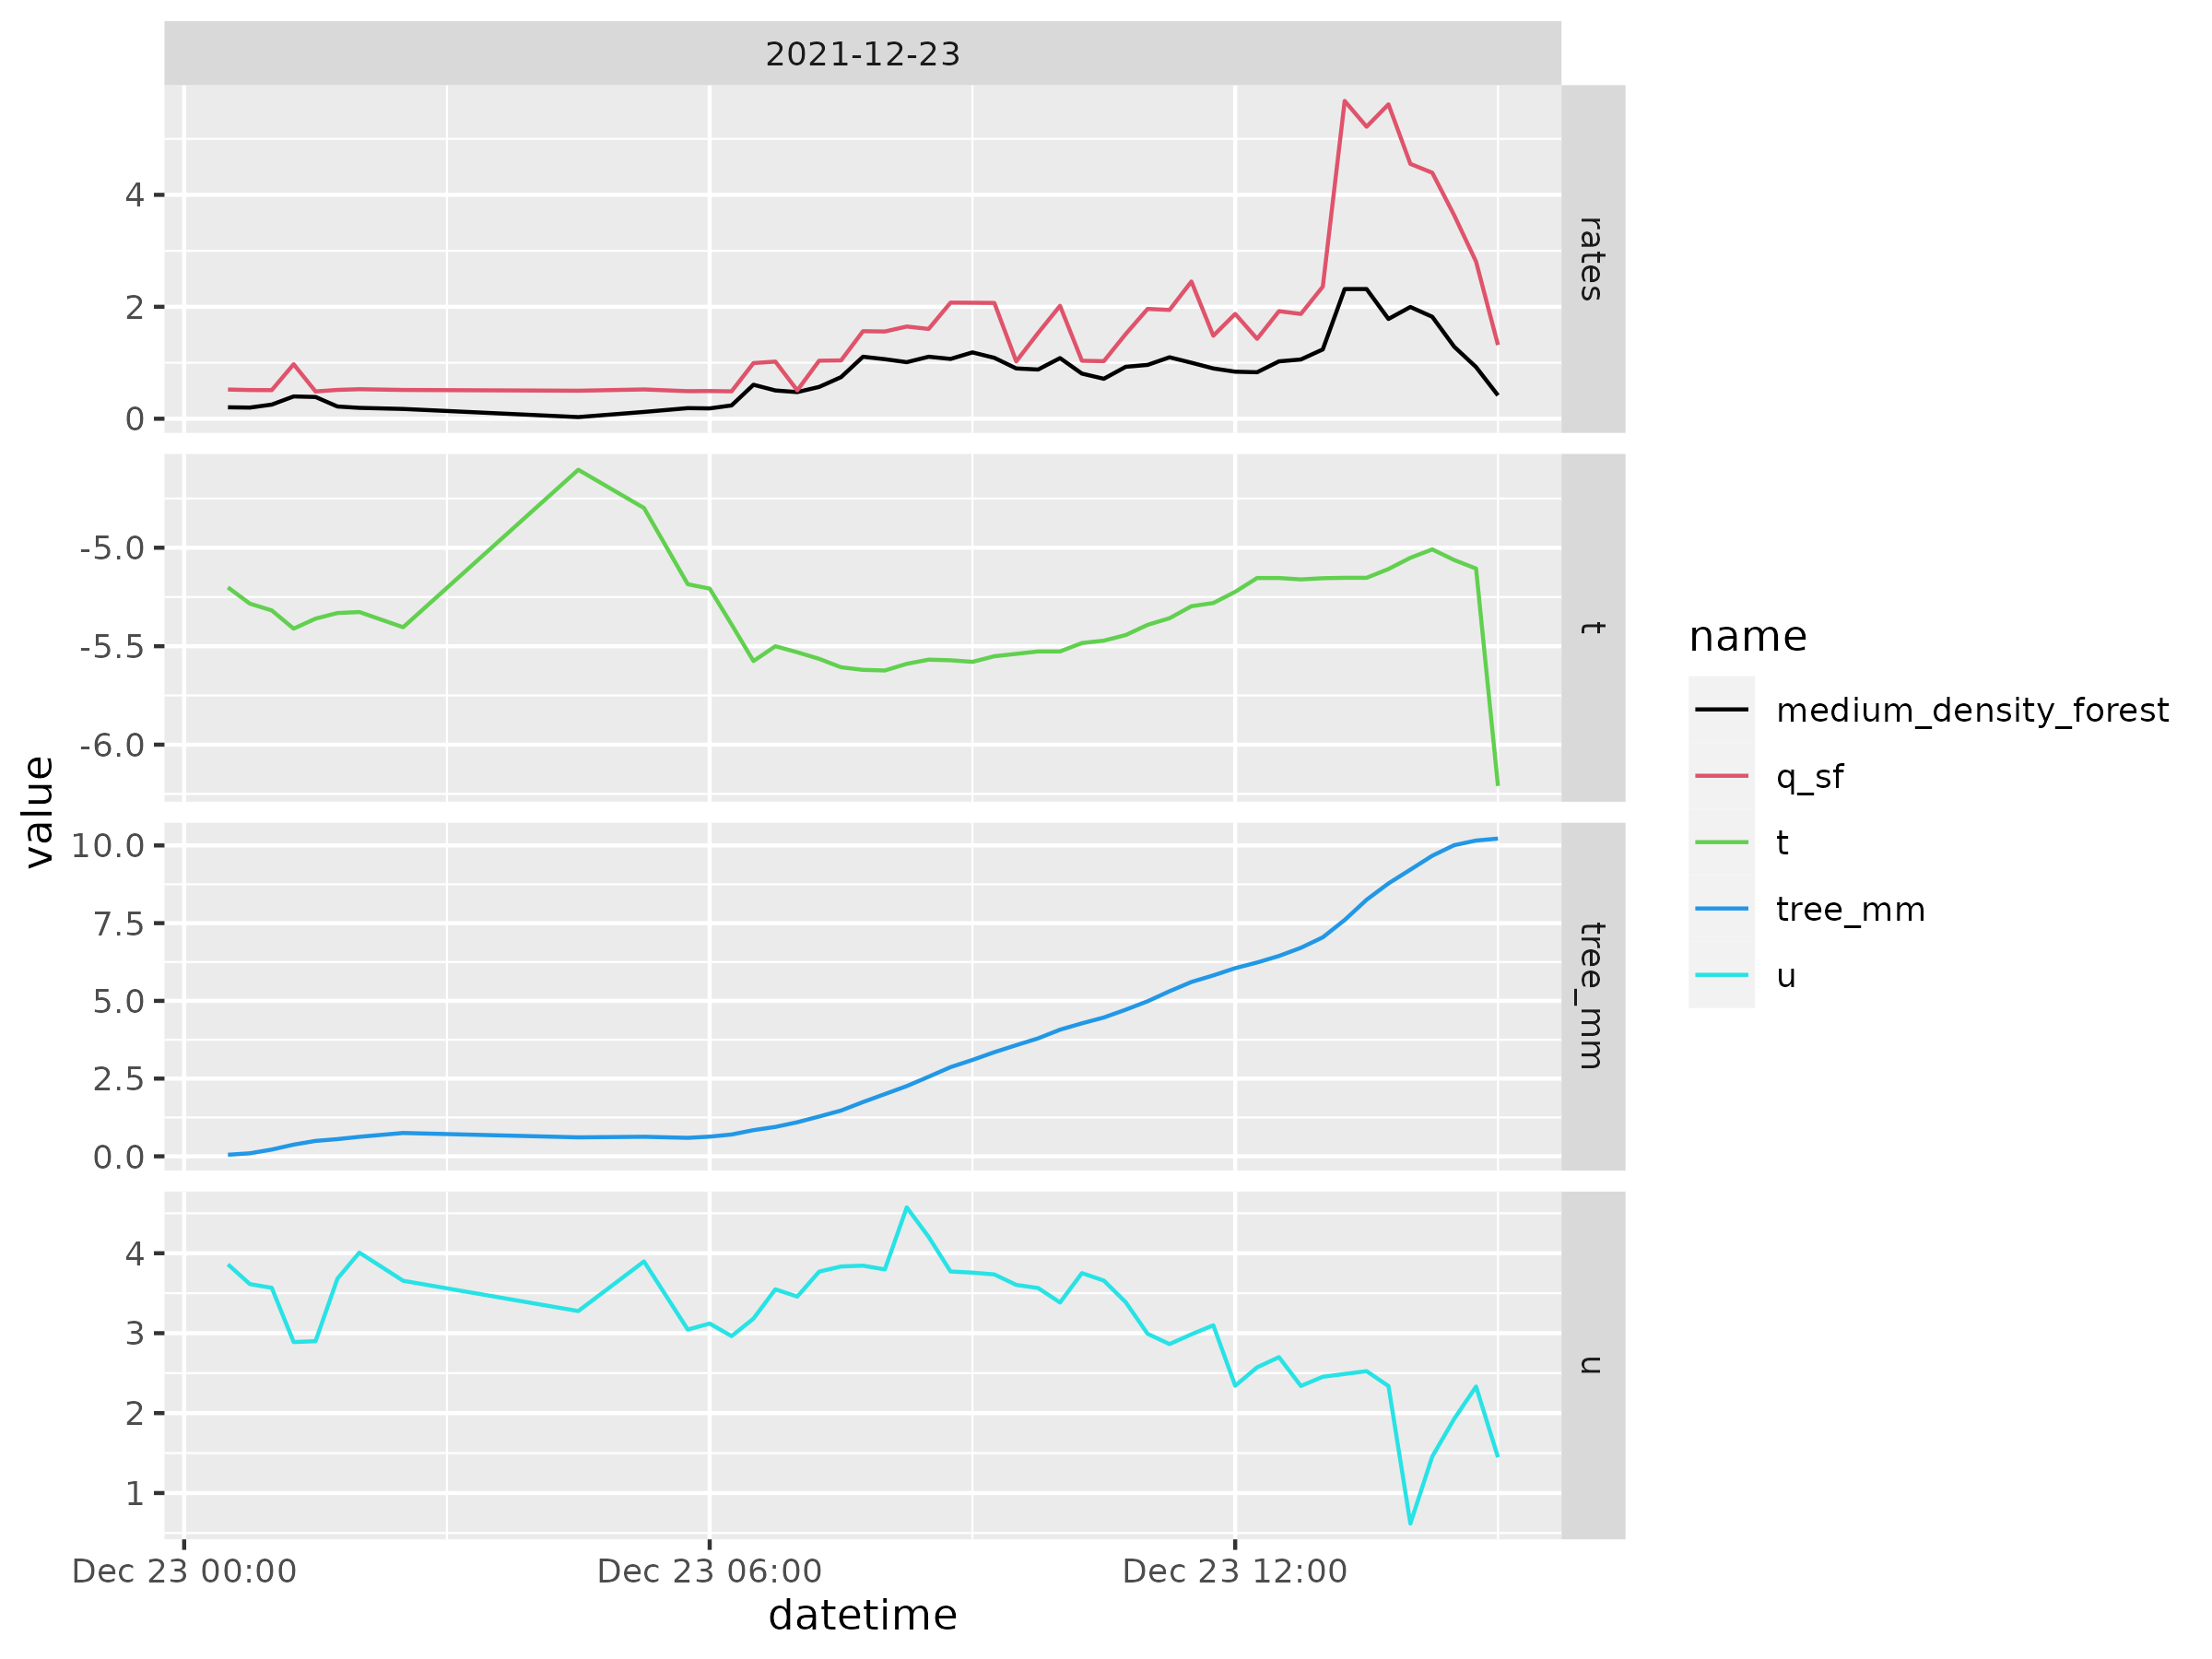 2021-12-23
4
2
0
rates
-5.0
-5.5
-6.0
t
10.0
7.5
5.0
2.5
0.0
tree_mm
4
3
2
1
u
Dec 23 00:00
Dec 23 06:00
Dec 23 12:00
datetime
value
name
medium_density_forest
q_sf
t
tree_mm
u